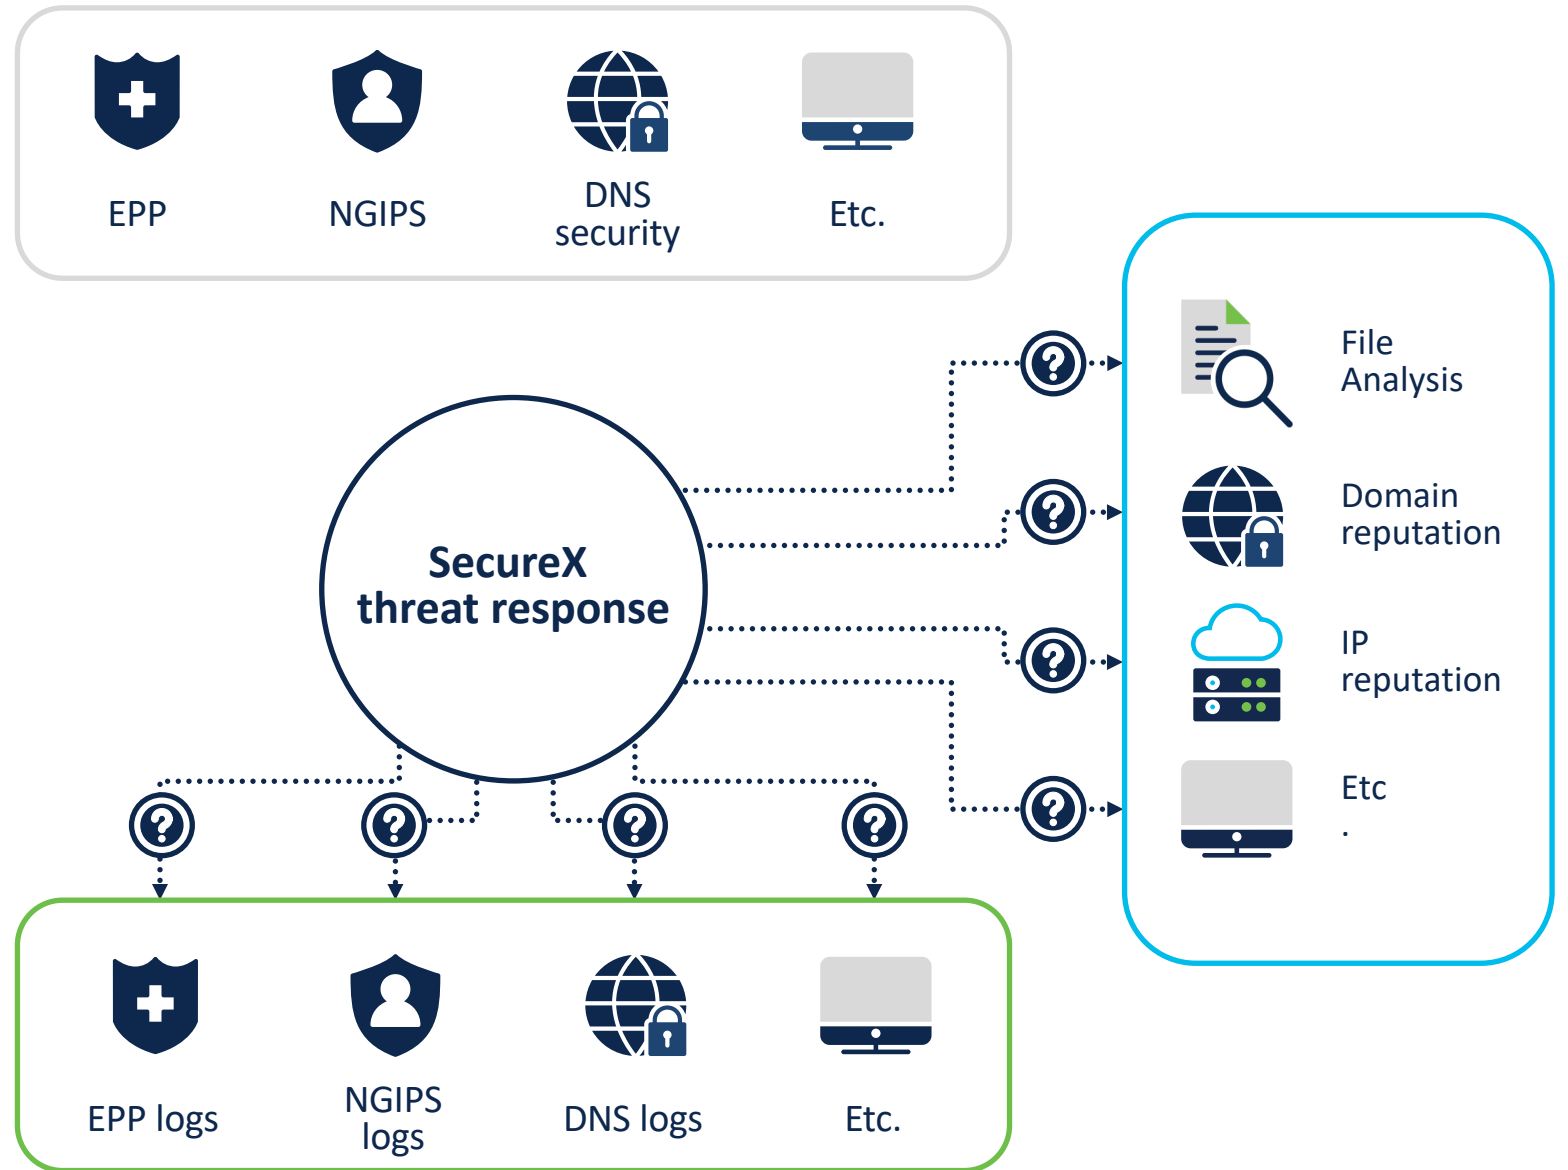 EPP
NGIPS
DNS
security
Etc.
File
Analysis
Domain
reputation
SecureX
threat response
IP
reputation
Etc
.
EPP logs
NGIPS
logs
DNS logs
Etc.